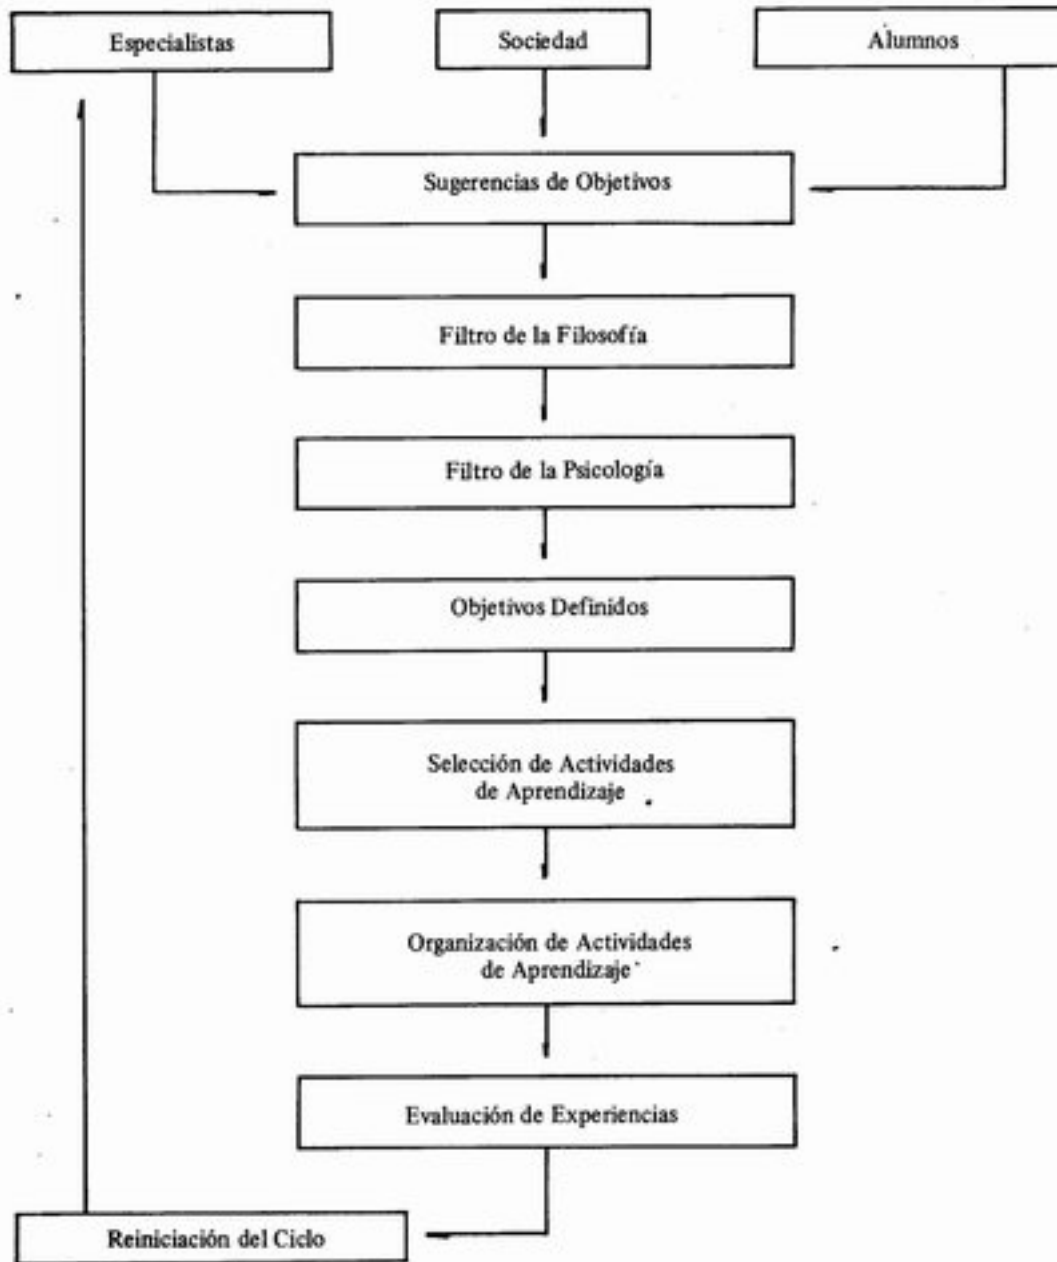 Especialistas
Sociedad
Alumnos
Sugerencias de Objetivos
Filtro de la Filosofía
Filtro de la Psicología
Objetivos Definidos
Selección de Actividades
de Aprendizaje
Organización de Actividades
de Aprendizaje
Evaluación de Experiencias
Reiniciación del Ciclo